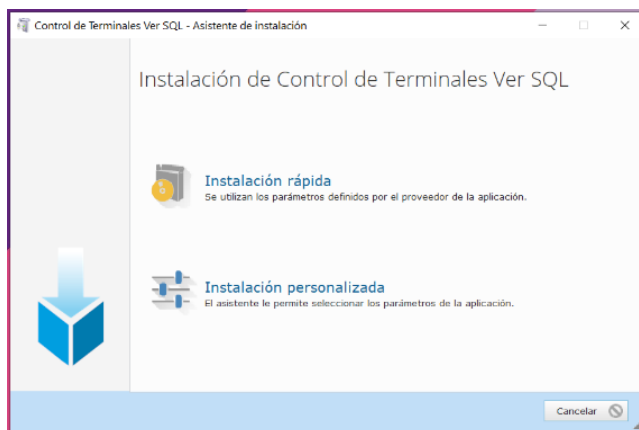 Control de Terminales Ver SQL - Asistente de instalación
Instalación de Control de Terminales Ver SQL
Instalación rápida
Se utilizan los parámetros definidos por el proveedor de la aplicación.
Instalación personalizada
El asistente le permite seleccionar los parámetros de la aplicación.
Cancelar